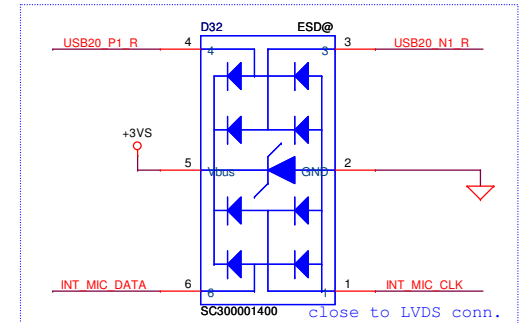 D32 ESD@
USB20_P1_R 4 4 3 3 USB20_N1_R
+3VS
5 Vbus GND 2
INT_MIC_DATA 6 6 1 1 INT_MIC_CLK
SC300001400 close to LVDS conn.